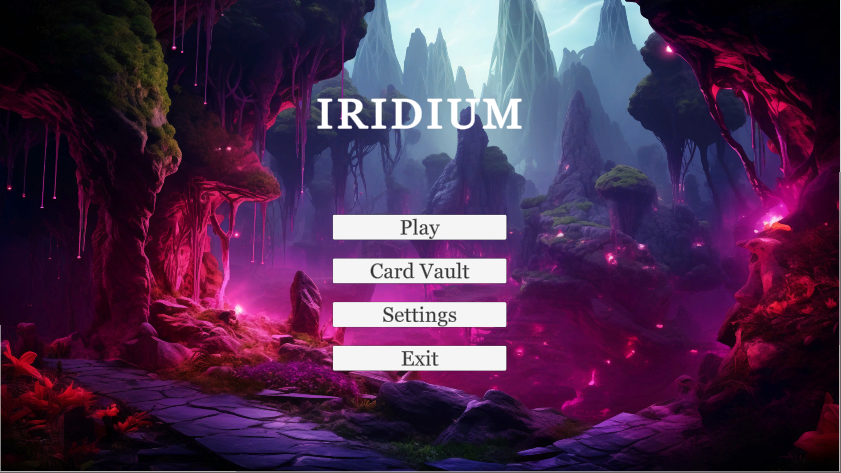 IRIDIUM
Play
Card Vault
Settings
Exit